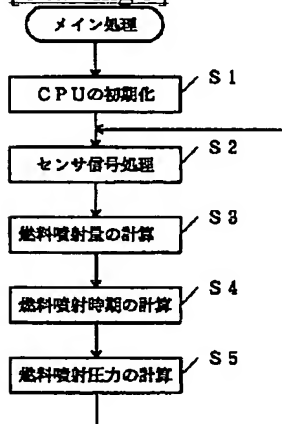 メイン処理
S1
CPUの初期化
S2
センサ信号処理
S3
燃料噴射量の計算
S4
燃料噴射時期の計算
S5
燃料噴射圧力の計算